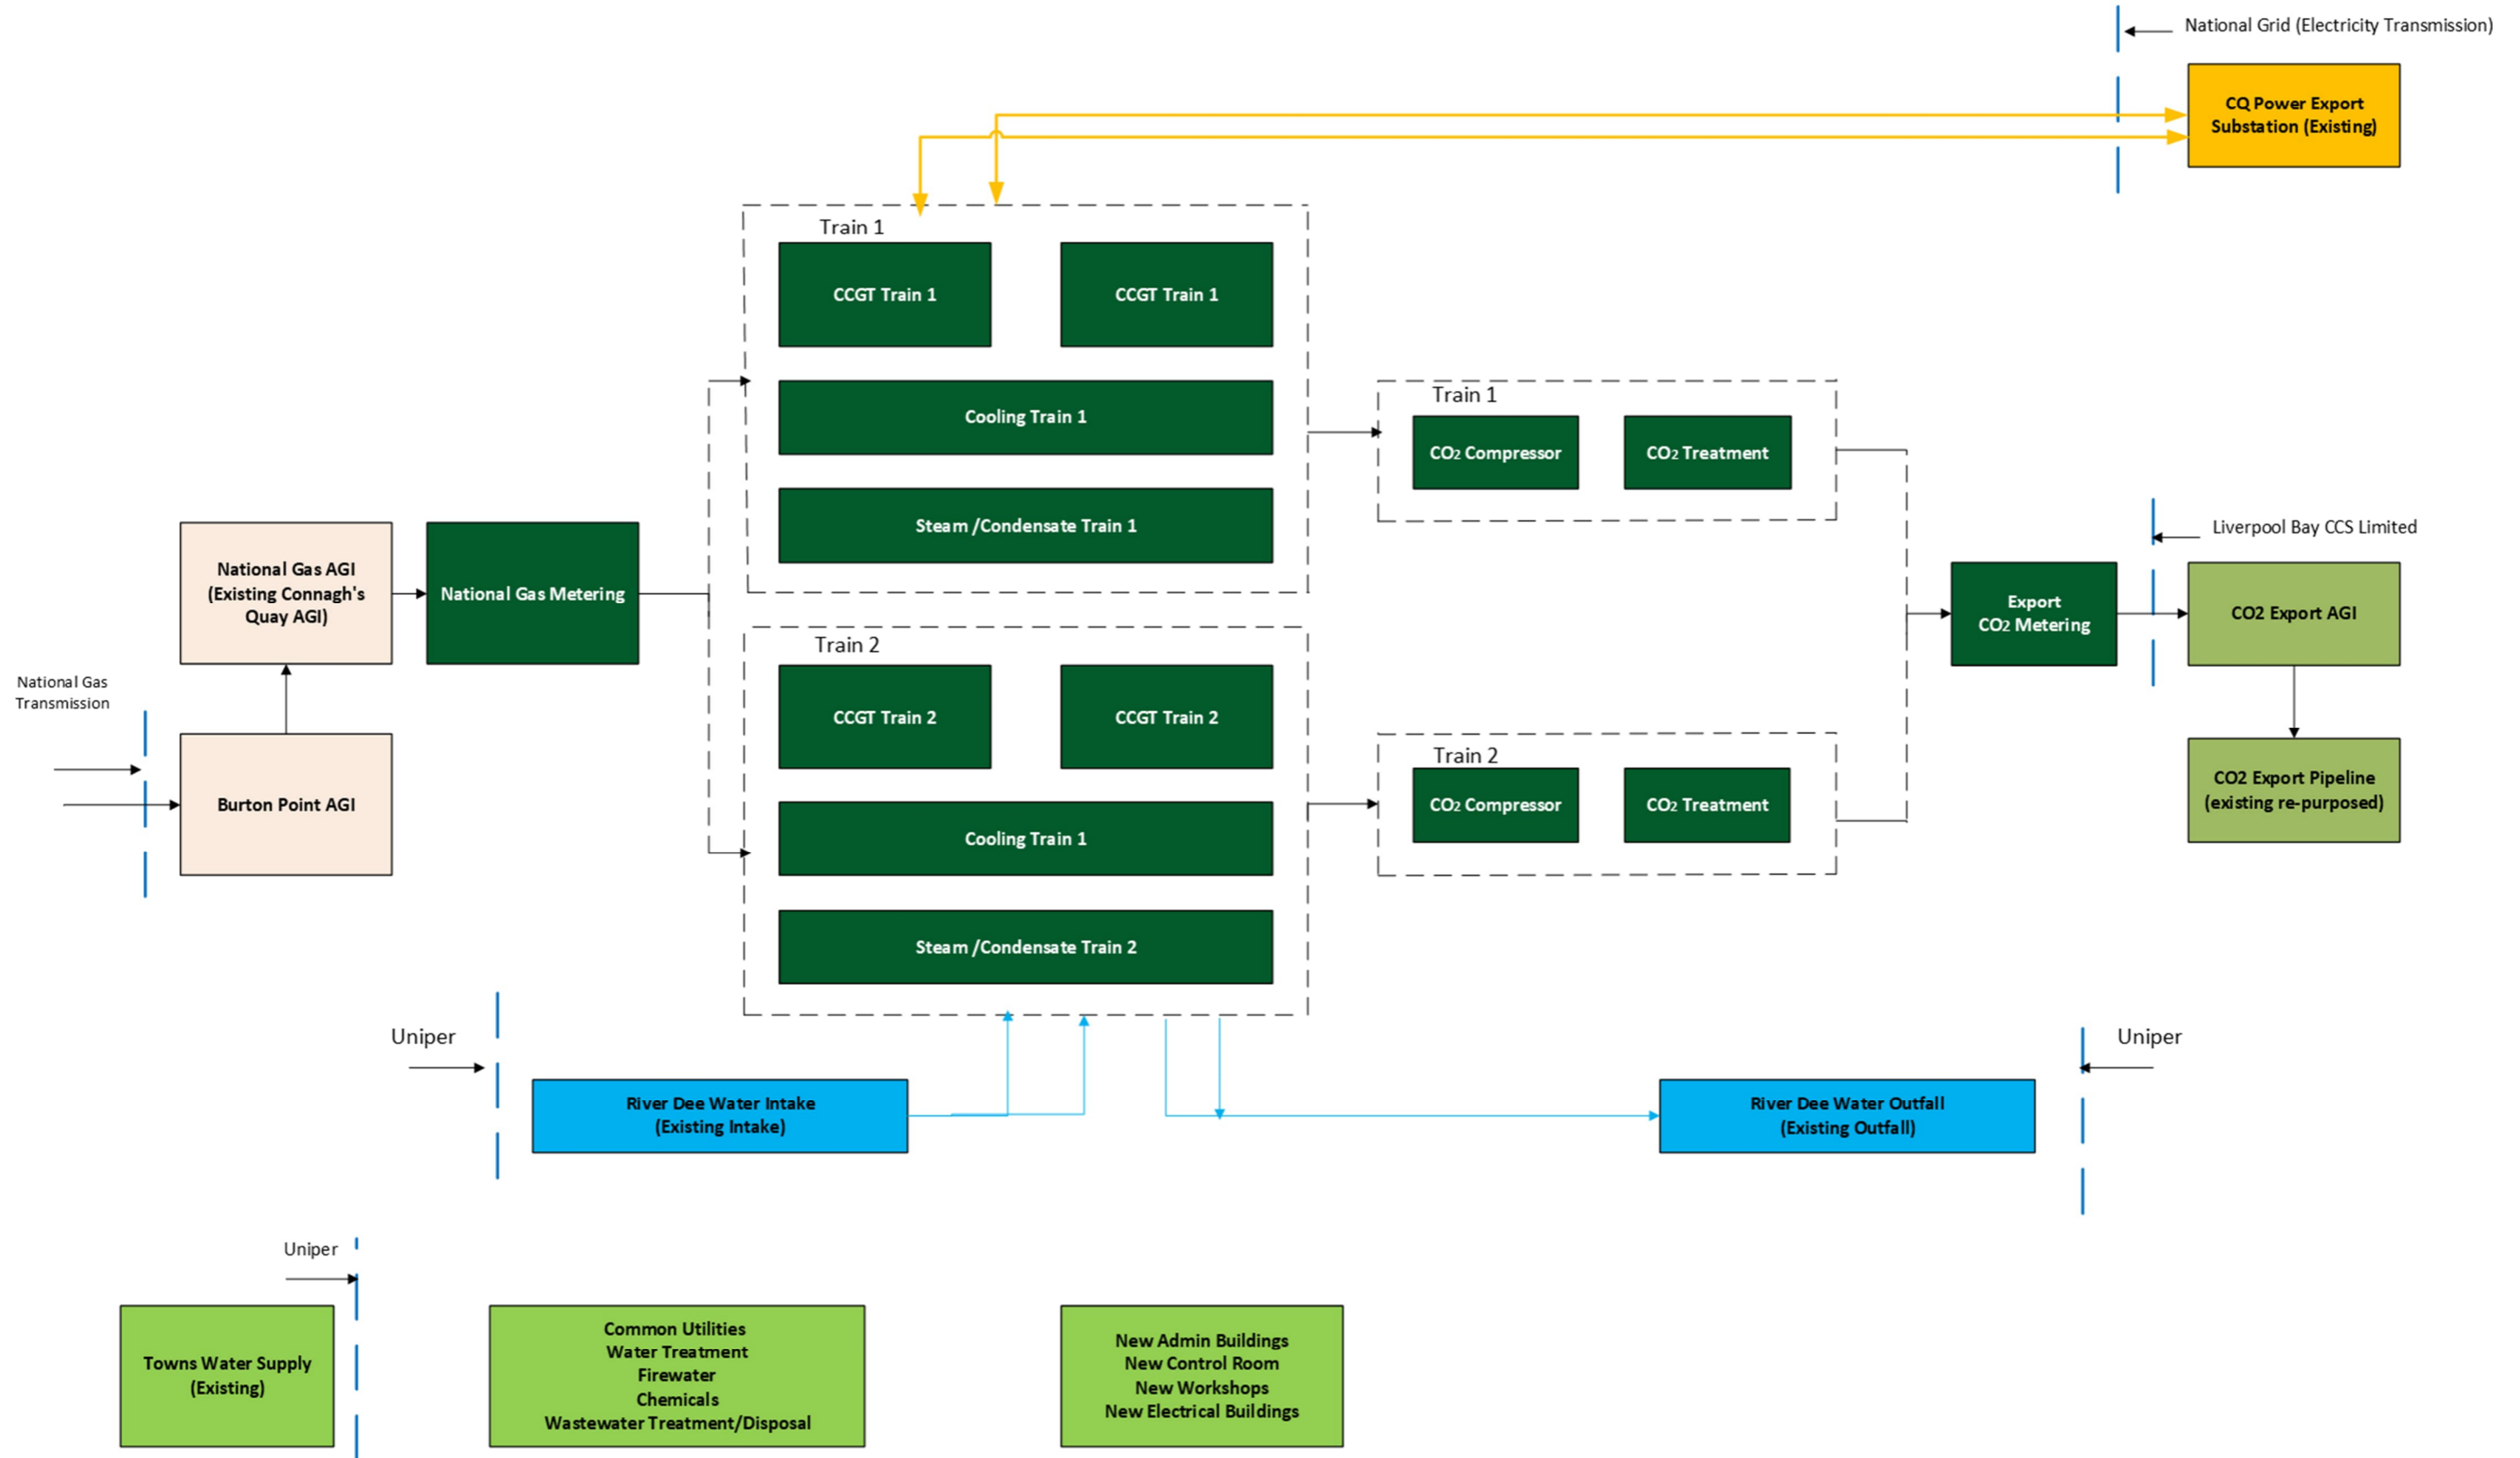 National Grid (Electricity Transmission)
CQ Power Export
Substation (Existing)
Train 1
CCGT Train 1
CCGT Train 1
Cooling Train 1
Steam /Condensate Train 1
Train 1
CO₂ Compressor
CO₂ Treatment
National Gas AGI
(Existing Connagh's
Quay AGI)
National Gas Metering
Liverpool Bay CCS Limited
Export
CO₂ Metering
CO2 Export AGI
National Gas
Transmission
Burton Point AGI
Train 2
CCGT Train 2
CCGT Train 2
Cooling Train 1
Steam /Condensate Train 2
Train 2
CO₂ Compressor
CO₂ Treatment
CO2 Export Pipeline
(existing re-purposed)
Uniper
River Dee Water Intake
(Existing Intake)
River Dee Water Outfall
(Existing Outfall)
Uniper
Uniper
Towns Water Supply
(Existing)
Common Utilities
Water Treatment
Firewater
Chemicals
Wastewater Treatment/Disposal
New Admin Buildings
New Control Room
New Workshops
New Electrical Buildings